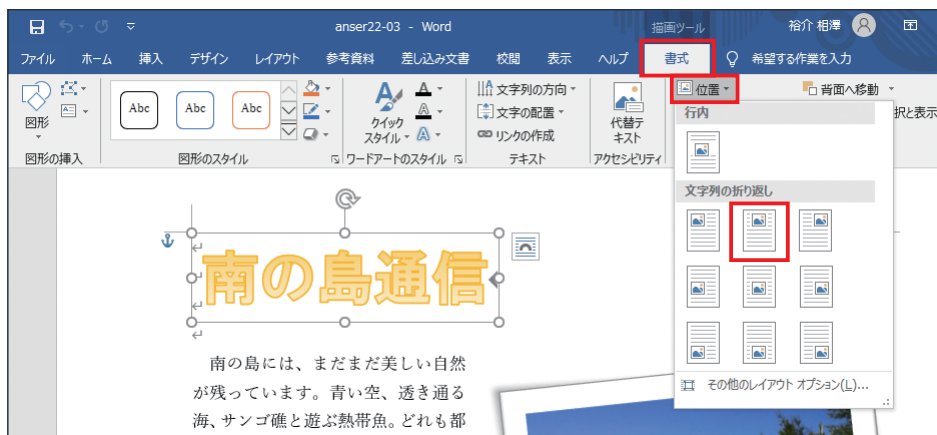 anser22-03 - Word
描画ツール
裕介 相澤
ファイル ホーム 挿入 デザイン レイアウト 参考資料 差し込み文書 校閲 表示 ヘルプ 書式 希望する作業を入力
図形
図形の挿入
Abc Abc Abc
図形のスタイル
クイック
スタイル
ワードアートのスタイル
文字列の方向
文字の配置
リンクの作成
テキスト
代替テ
キスト
アクセシビリティ
位置
背面へ移動
択と表示
行内
文字列の折り返し
その他のレイアウト オプション(L)...
南の島通信
南の島には、まだまだ美しい自然
が残っています。青い空、透き通る
海、サンゴ礁と遊ぶ熱帯魚。どれも都